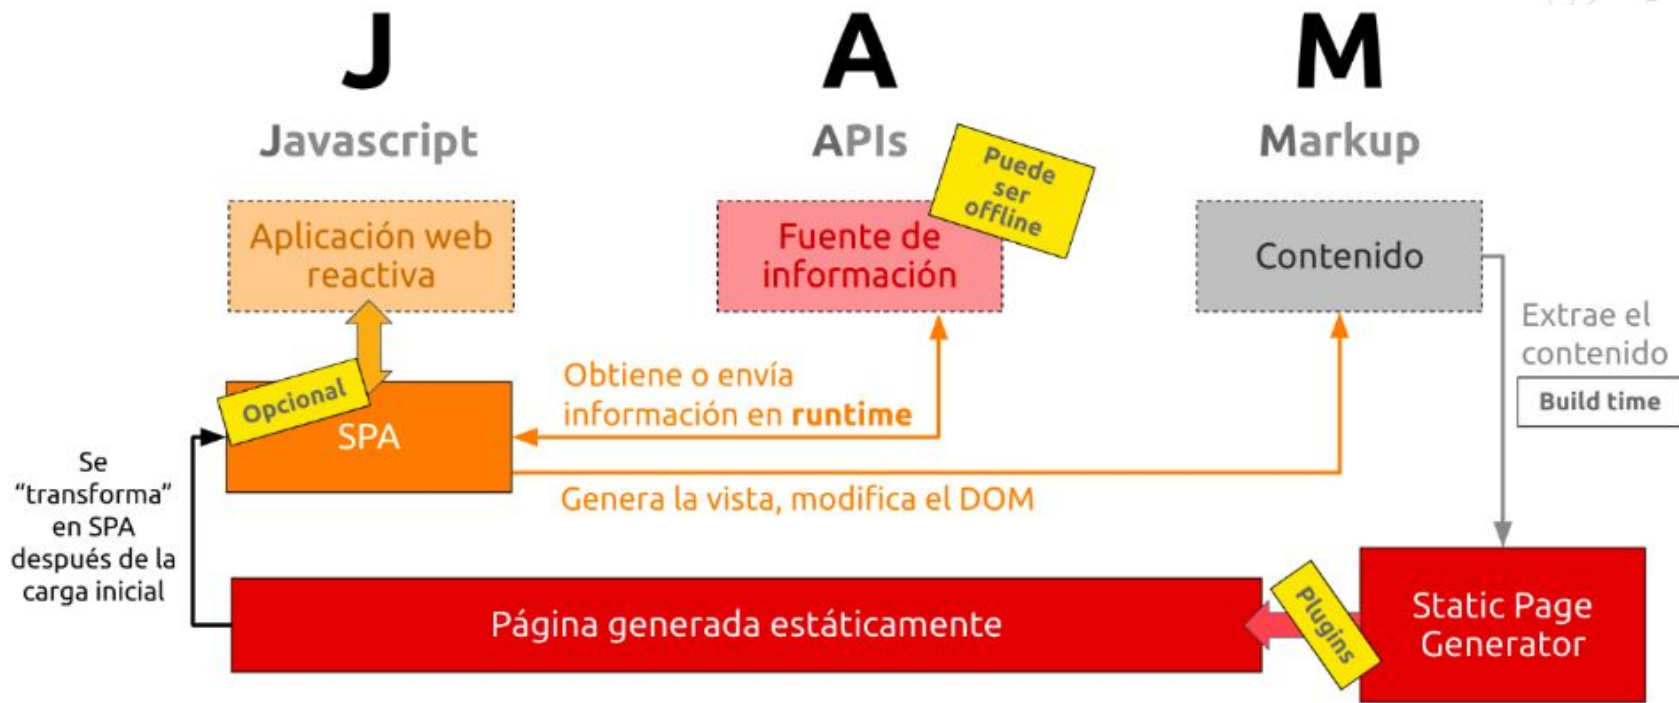 J
A
M
Javascript
APIs
Markup
Puede
ser
offline
Aplicación web
reactiva
Fuente de
información
Contenido
Extrae el
contenido
Build time
Opcional
SPA
Obtiene o envía
información en runtime
Genera la vista, modifica el DOM
Se
“transforma”
en SPA
después de la
carga inicial
Página generada estáticamente
Plugins
Static Page
Generator